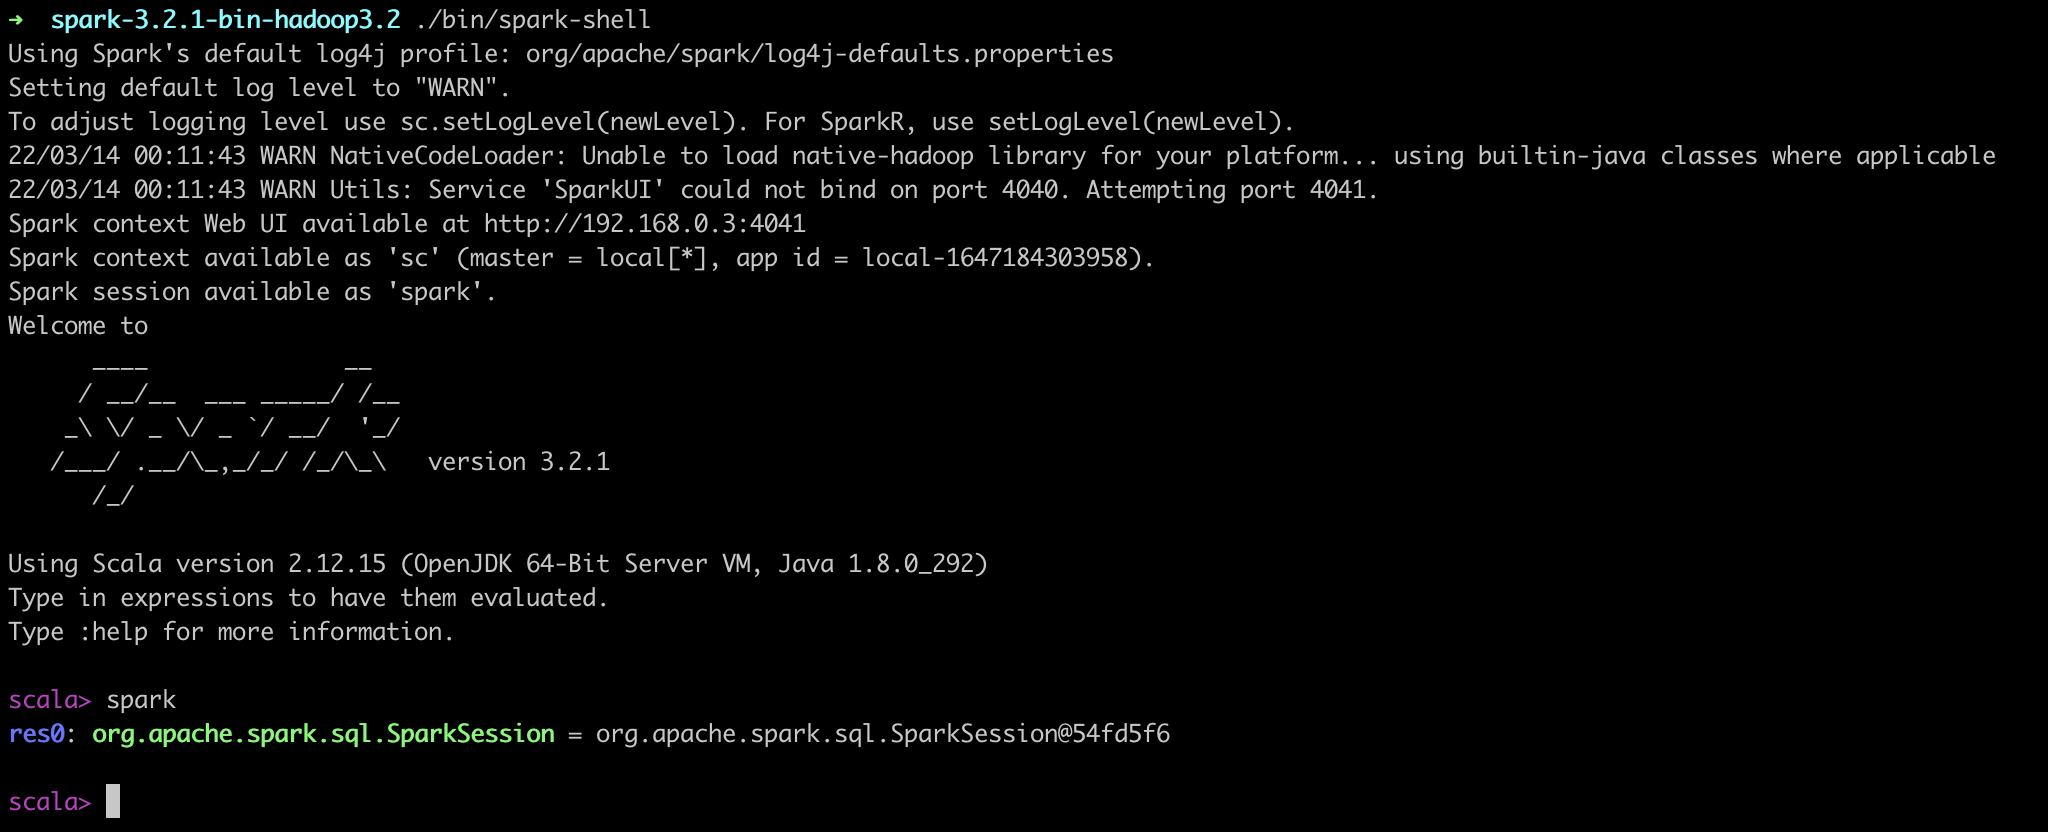 ➜  spark-3.2.1-bin-hadoop3.2 ./bin/spark-shell
Using Spark's default log4j profile: org/apache/spark/log4j-defaults.properties
Setting default log level to "WARN".
To adjust logging level use sc.setLogLevel(newLevel). For SparkR, use setLogLevel(newLevel).
22/03/14 00:11:43 WARN NativeCodeLoader: Unable to load native-hadoop library for your platform... using builtin-java classes where applicable
22/03/14 00:11:43 WARN Utils: Service 'SparkUI' could not bind on port 4040. Attempting port 4041.
Spark context Web UI available at http://192.168.0.3:4041
Spark context available as 'sc' (master = local[*], app id = local-1647184303958).
Spark session available as 'spark'.
Welcome to
      ____              __
     / __/__  ___ _____/ /__
    _\ \/ _ \/ _ `/ __/  '_/
   /___/ .__/\_,_/_/ /_/\_\   version 3.2.1
      /_/

Using Scala version 2.12.15 (OpenJDK 64-Bit Server VM, Java 1.8.0_292)
Type in expressions to have them evaluated.
Type :help for more information.

scala> spark
res0: org.apache.spark.sql.SparkSession = org.apache.spark.sql.SparkSession@54fd5f6

scala>